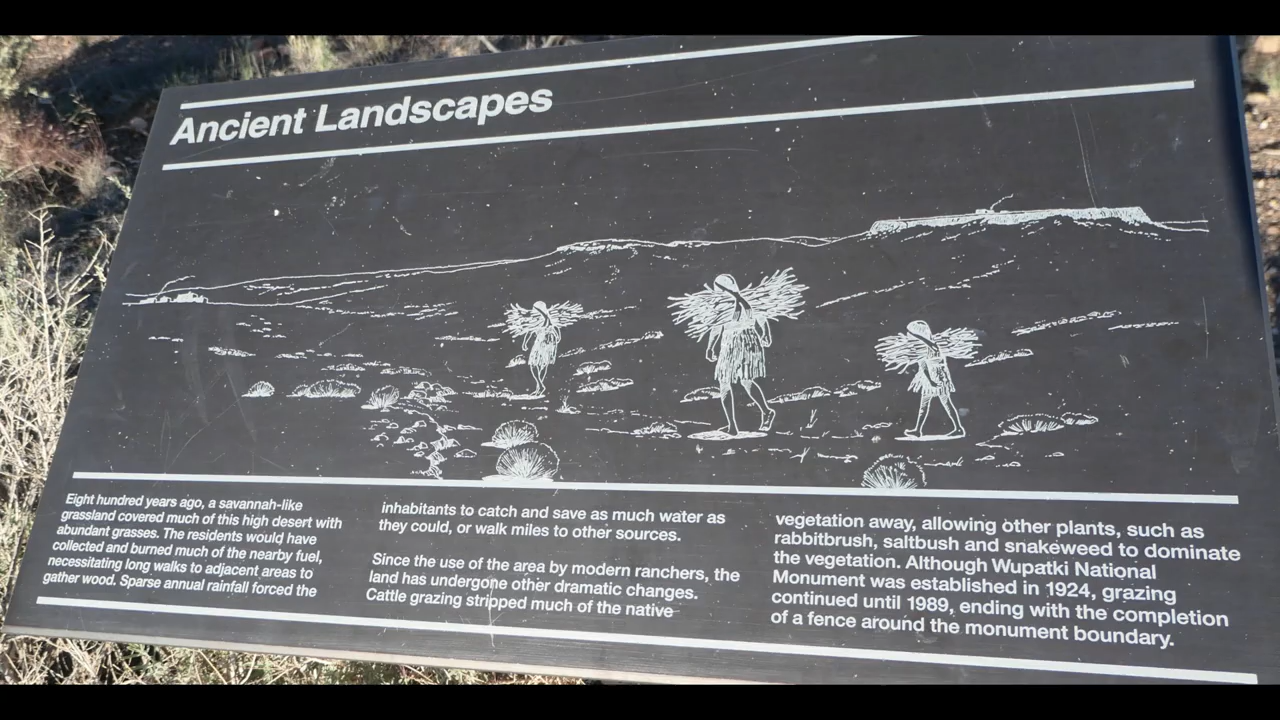 Ancient Landscapes
Eight hundred years ago, a savannah-like
grassland covered much of this high desert with
abundant grasses. The residents would have
collected and burned much of the nearby fuel,
necessitating long walks to adjacent areas to
gather wood. Sparse annual rainfall forced the
inhabitants to catch and save as much water as
they could, or walk miles to other sources.
Since the use of the area by modern ranchers, the
land has undergone other dramatic changes.
Cattle grazing stripped much of the native
vegetation away, allowing other plants, such as
rabbitbrush, saltbush and snakeweed to dominate
the vegetation. Although Wupatki National
Monument was established in 1924, grazing
continued until 1989, ending with the completion
of a fence around the monument boundary.